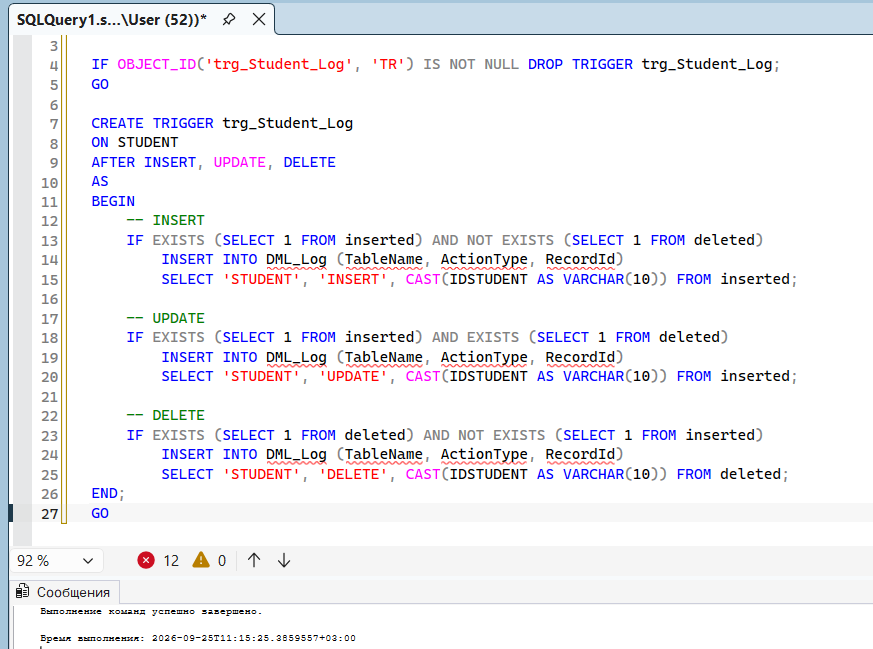 SQLQuery1.s...\User (52))*
3
4 IF OBJECT_ID('trg_Student_Log', 'TR') IS NOT NULL DROP TRIGGER trg_Student_Log;
5 GO
6
7 CREATE TRIGGER trg_Student_Log
8 ON STUDENT
9 AFTER INSERT, UPDATE, DELETE
10 AS
11 BEGIN
12 -- INSERT
13 IF EXISTS (SELECT 1 FROM inserted) AND NOT EXISTS (SELECT 1 FROM deleted)
14 INSERT INTO DML_Log (TableName, ActionType, RecordId)
15 SELECT 'STUDENT', 'INSERT', CAST(IDSTUDENT AS VARCHAR(10)) FROM inserted;
16
17 -- UPDATE
18 IF EXISTS (SELECT 1 FROM inserted) AND EXISTS (SELECT 1 FROM deleted)
19 INSERT INTO DML_Log (TableName, ActionType, RecordId)
20 SELECT 'STUDENT', 'UPDATE', CAST(IDSTUDENT AS VARCHAR(10)) FROM inserted;
21
22 -- DELETE
23 IF EXISTS (SELECT 1 FROM deleted) AND NOT EXISTS (SELECT 1 FROM inserted)
24 INSERT INTO DML_Log (TableName, ActionType, RecordId)
25 SELECT 'STUDENT', 'DELETE', CAST(IDSTUDENT AS VARCHAR(10)) FROM deleted;
26 END;
27 GO
92 % 12 0
Сообщения
Выполнение команд успешно завершено.
Время выполнения: 2026-09-25T11:15:25.3859557+03:00